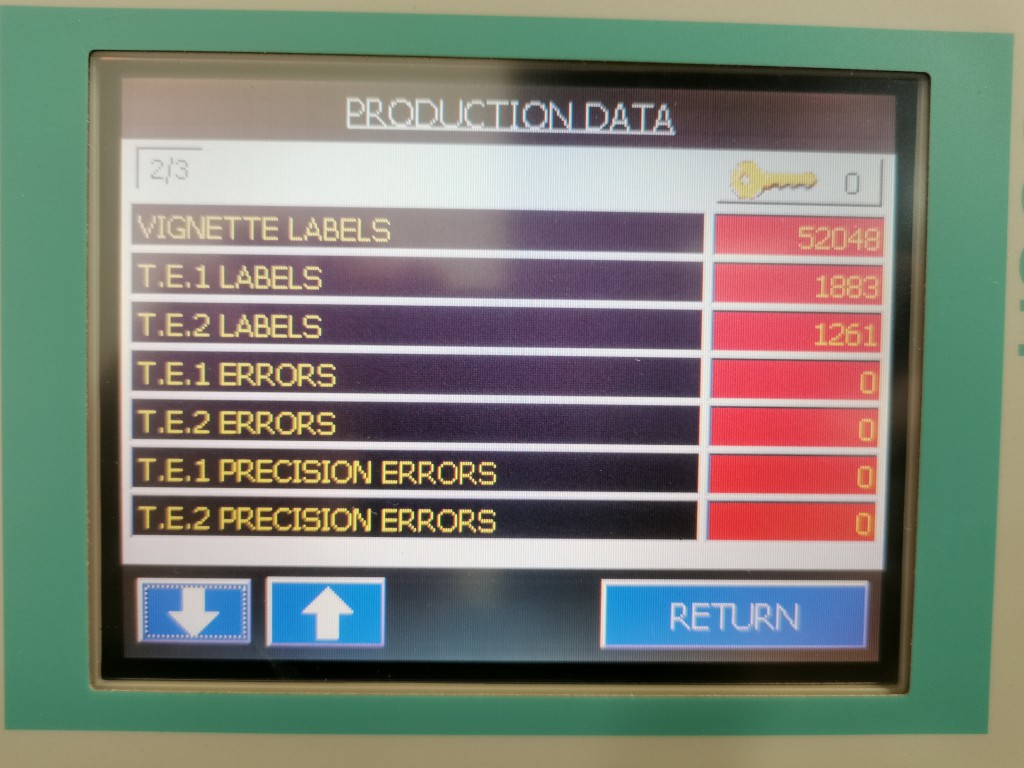 PRODUCTION DATA
2/3
0
VIGNETTE LABELS 52048
T.E.1 LABELS 1883
T.E.2 LABELS 1261
T.E.1 ERRORS 0
T.E.2 ERRORS 0
T.E.1 PRECISION ERRORS 0
T.E.2 PRECISION ERRORS 0
RETURN